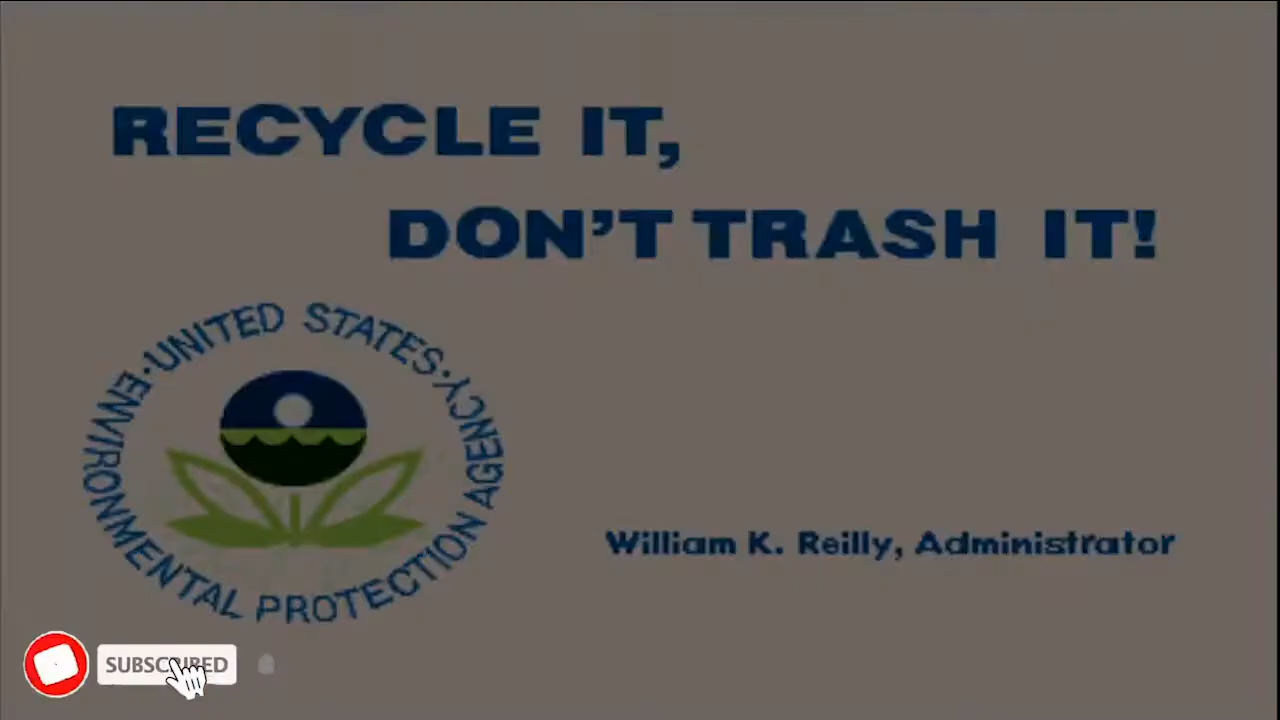 RECYCLE IT,
DON'T TRASH IT!
UNITED STATES
ENVIRONMENTAL PROTECTION AGENCY
William K. Reilly, Administrator
SUBSCRIBED